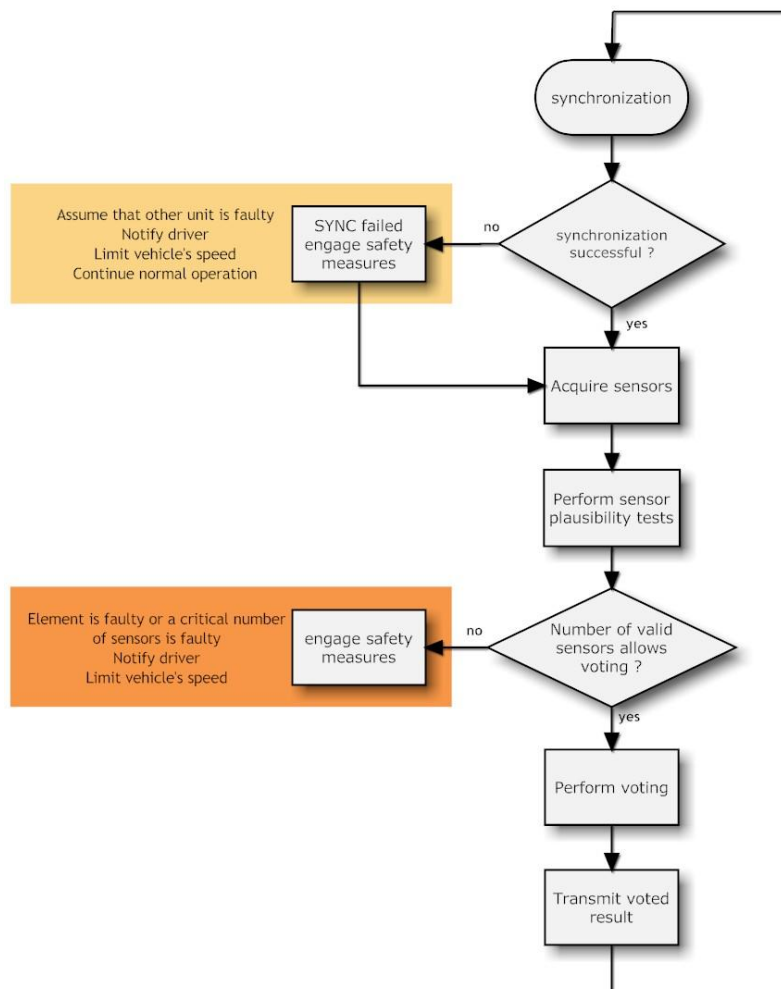 synchronization
synchronization
successful ?
no
yes
Assume that other unit is faulty
Notify driver
Limit vehicle's speed
Continue normal operation
SYNC failed
engage safety
measures
Acquire sensors
Perform sensor
plausibility tests
Number of valid
sensors allows
voting ?
no
yes
Element is faulty or a critical number
of sensors is faulty
Notify driver
Limit vehicle's speed
engage safety
measures
Perform voting
Transmit voted
result